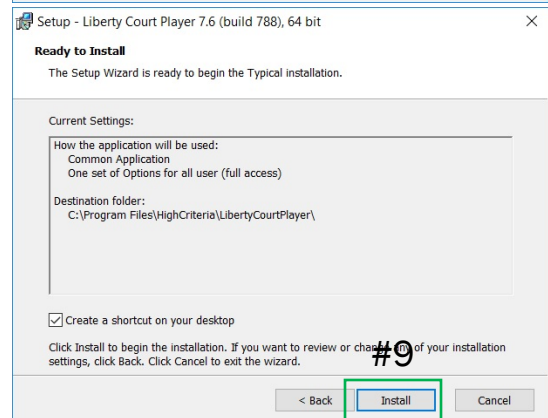 Setup - Liberty Court Player 7.6 (build 788), 64 bit
Ready to Install
The Setup Wizard is ready to begin the Typical installation.
Current Settings:
How the application will be used:
Common Application
One set of Options for all user (full access)
Destination folder:
C:\Program Files\HighCriteria\LibertyCourtPlayer\
Create a shortcut on your desktop
Click Install to begin the installation. If you want to review or change any of your installation
settings, click Back. Click Cancel to exit the wizard.
#9
< Back Install Cancel